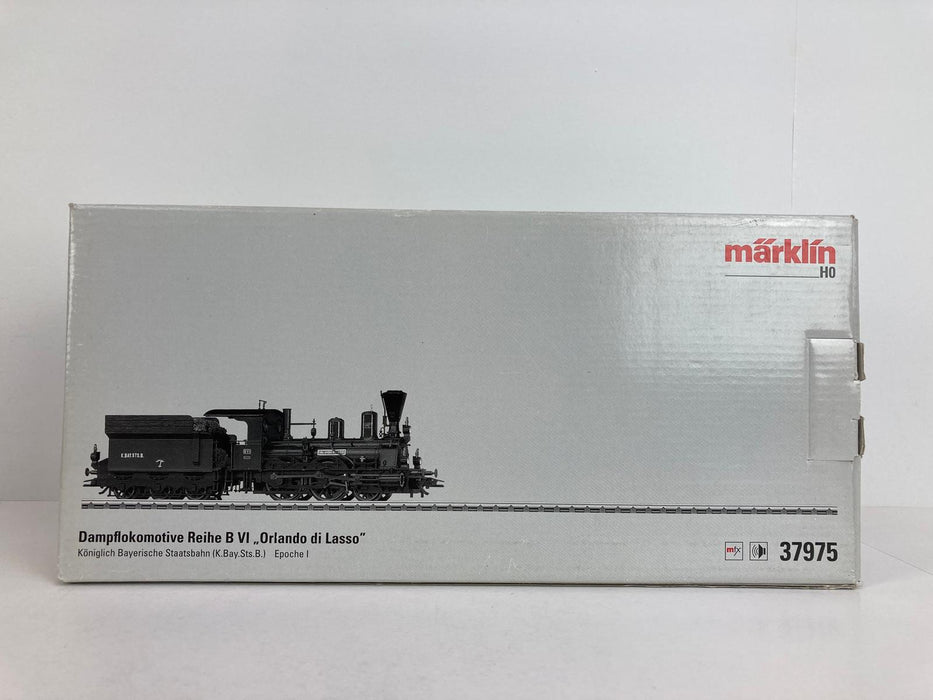 märklin
H0
K.BAY.STS.B.
Dampflokomotive Reihe B VI „Orlando di Lasso”
Königlich Bayerische Staatsbahn (K.Bay.Sts.B.) Epoche I
mfx
37975